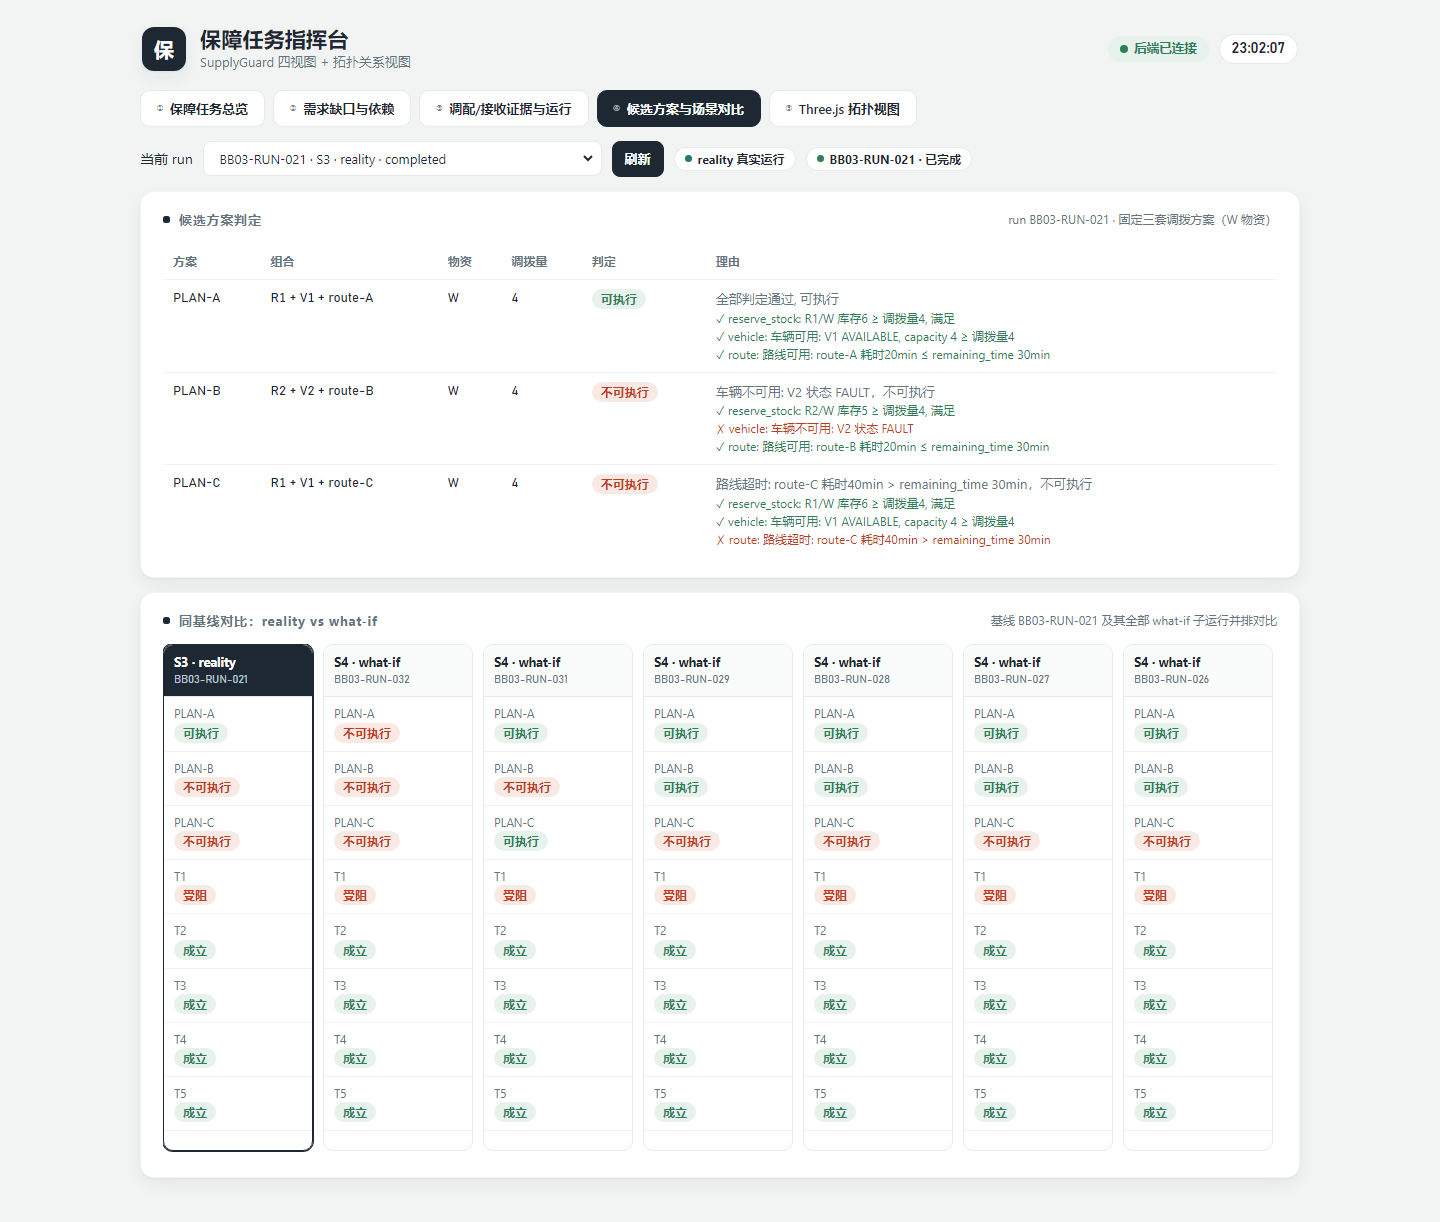 保
保障任务指挥台
SupplyGuard 四视图 + 拓扑关系视图
后端已连接
23:02:07
① 保障任务总览
② 需求缺口与依赖
③ 调配/接收证据与运行
④ 候选方案与场景对比
Three.js 拓扑视图
当前 run
BB03-RUN-021 · S3 · reality · completed
刷新
reality 真实运行
BB03-RUN-021 · 已完成
候选方案判定
run BB03-RUN-021 · 固定三套调拨方案（W 物资）
方案 组合 物资 调拨量 判定 理由
PLAN-A R1 + V1 + route-A W 4 可执行 全部判定通过, 可执行
✓ reserve_stock: R1/W 库存6 ≥ 调拨量4, 满足
✓ vehicle: 车辆可用: V1 AVAILABLE, capacity 4 ≥ 调拨量4
✓ route: 路线可用: route-A 耗时20min ≤ remaining_time 30min
PLAN-B R2 + V2 + route-B W 4 不可执行 车辆不可用: V2 状态 FAULT，不可执行
✓ reserve_stock: R2/W 库存5 ≥ 调拨量4, 满足
✗ vehicle: 车辆不可用: V2 状态 FAULT
✓ route: 路线可用: route-B 耗时20min ≤ remaining_time 30min
PLAN-C R1 + V1 + route-C W 4 不可执行 路线超时: route-C 耗时40min > remaining_time 30min，不可执行
✓ reserve_stock: R1/W 库存6 ≥ 调拨量4, 满足
✓ vehicle: 车辆可用: V1 AVAILABLE, capacity 4 ≥ 调拨量4
✗ route: 路线超时: route-C 耗时40min > remaining_time 30min
同基线对比：reality vs what-if
基线 BB03-RUN-021 及其全部 what-if 子运行并排对比
S3 · reality S4 · what-if S4 · what-if S4 · what-if S4 · what-if S4 · what-if S4 · what-if
BB03-RUN-021 BB03-RUN-032 BB03-RUN-031 BB03-RUN-029 BB03-RUN-028 BB03-RUN-027 BB03-RUN-026
PLAN-A PLAN-A PLAN-A PLAN-A PLAN-A PLAN-A PLAN-A
可执行 不可执行 可执行 可执行 可执行 可执行 可执行
PLAN-B PLAN-B PLAN-B PLAN-B PLAN-B PLAN-B PLAN-B
不可执行 不可执行 不可执行 可执行 可执行 可执行 可执行
PLAN-C PLAN-C PLAN-C PLAN-C PLAN-C PLAN-C PLAN-C
不可执行 不可执行 可执行 不可执行 不可执行 不可执行 不可执行
T1 T1 T1 T1 T1 T1 T1
受阻 受阻 受阻 受阻 受阻 受阻 受阻
T2 T2 T2 T2 T2 T2 T2
成立 成立 成立 成立 成立 成立 成立
T3 T3 T3 T3 T3 T3 T3
成立 成立 成立 成立 成立 成立 成立
T4 T4 T4 T4 T4 T4 T4
成立 成立 成立 成立 成立 成立 成立
T5 T5 T5 T5 T5 T5 T5
成立 成立 成立 成立 成立 成立 成立